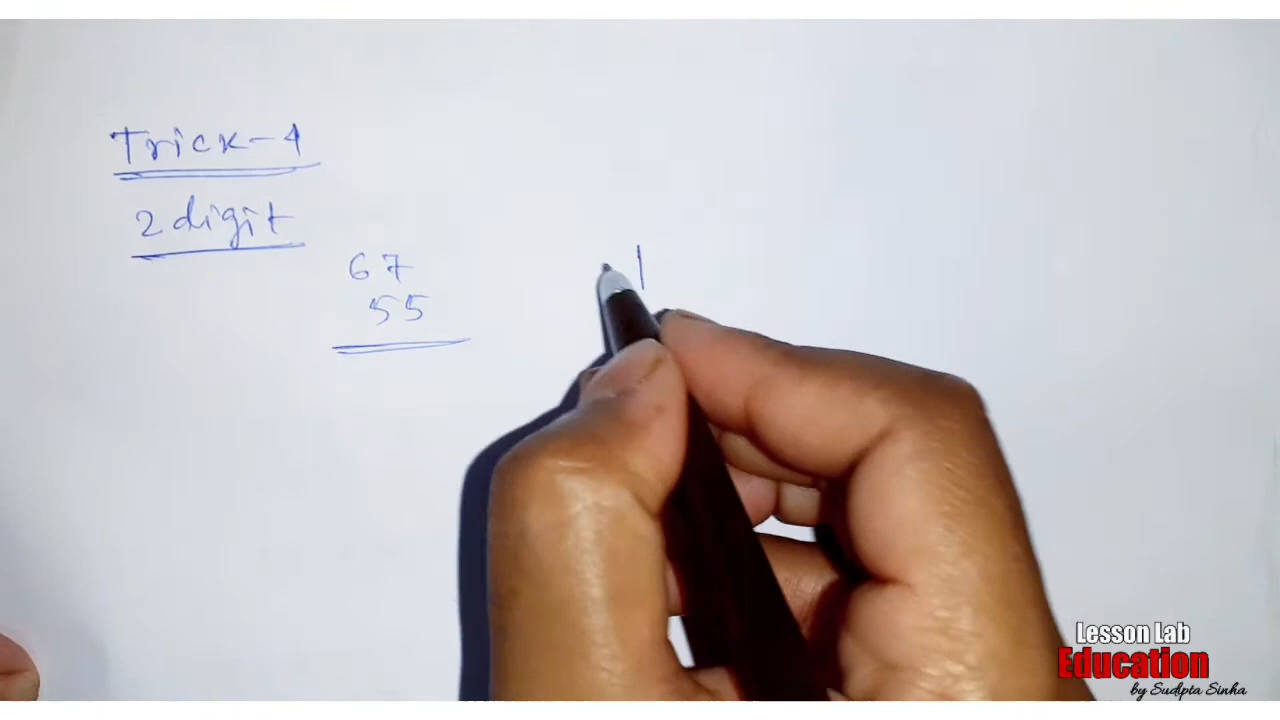 Trick-4
2 digit
67
55
Lesson Lab
Education
by Sudipta Sinha